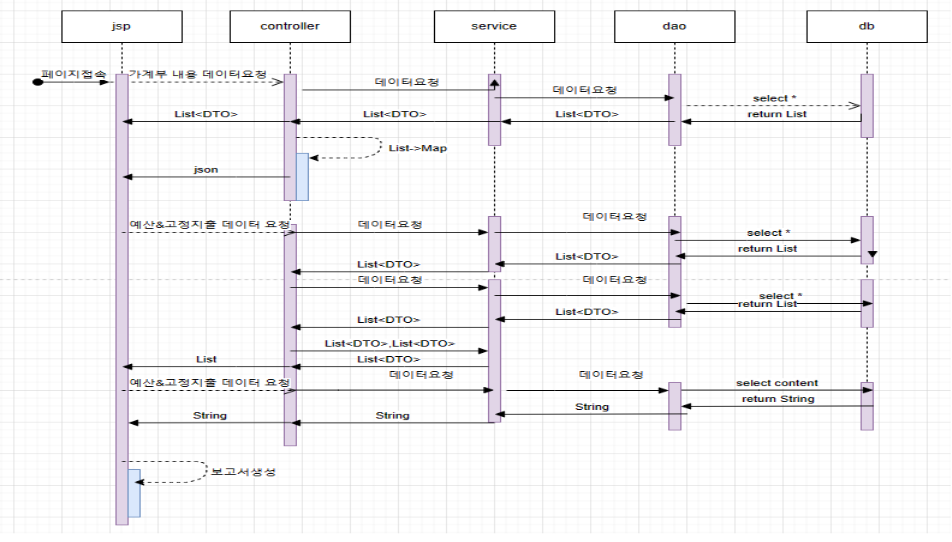 jsp
controller
service
dao
db
페이지접속
가계부 내용 데이터요청
데이터요청
데이터요청
select *
List<DTO>
List<DTO>
List<DTO>
return List
List->Map
json
예산&고정지출 데이터 요청
데이터요청
데이터요청
select *
return List
List<DTO>
List<DTO>
데이터요청
데이터요청
select *
return List
List<DTO>
List<DTO>
List<DTO>,List<DTO>
List
List<DTO>
예산&고정지출 데이터 요청
데이터요청
데이터요청
select content
return String
String
String
String
보고서생성